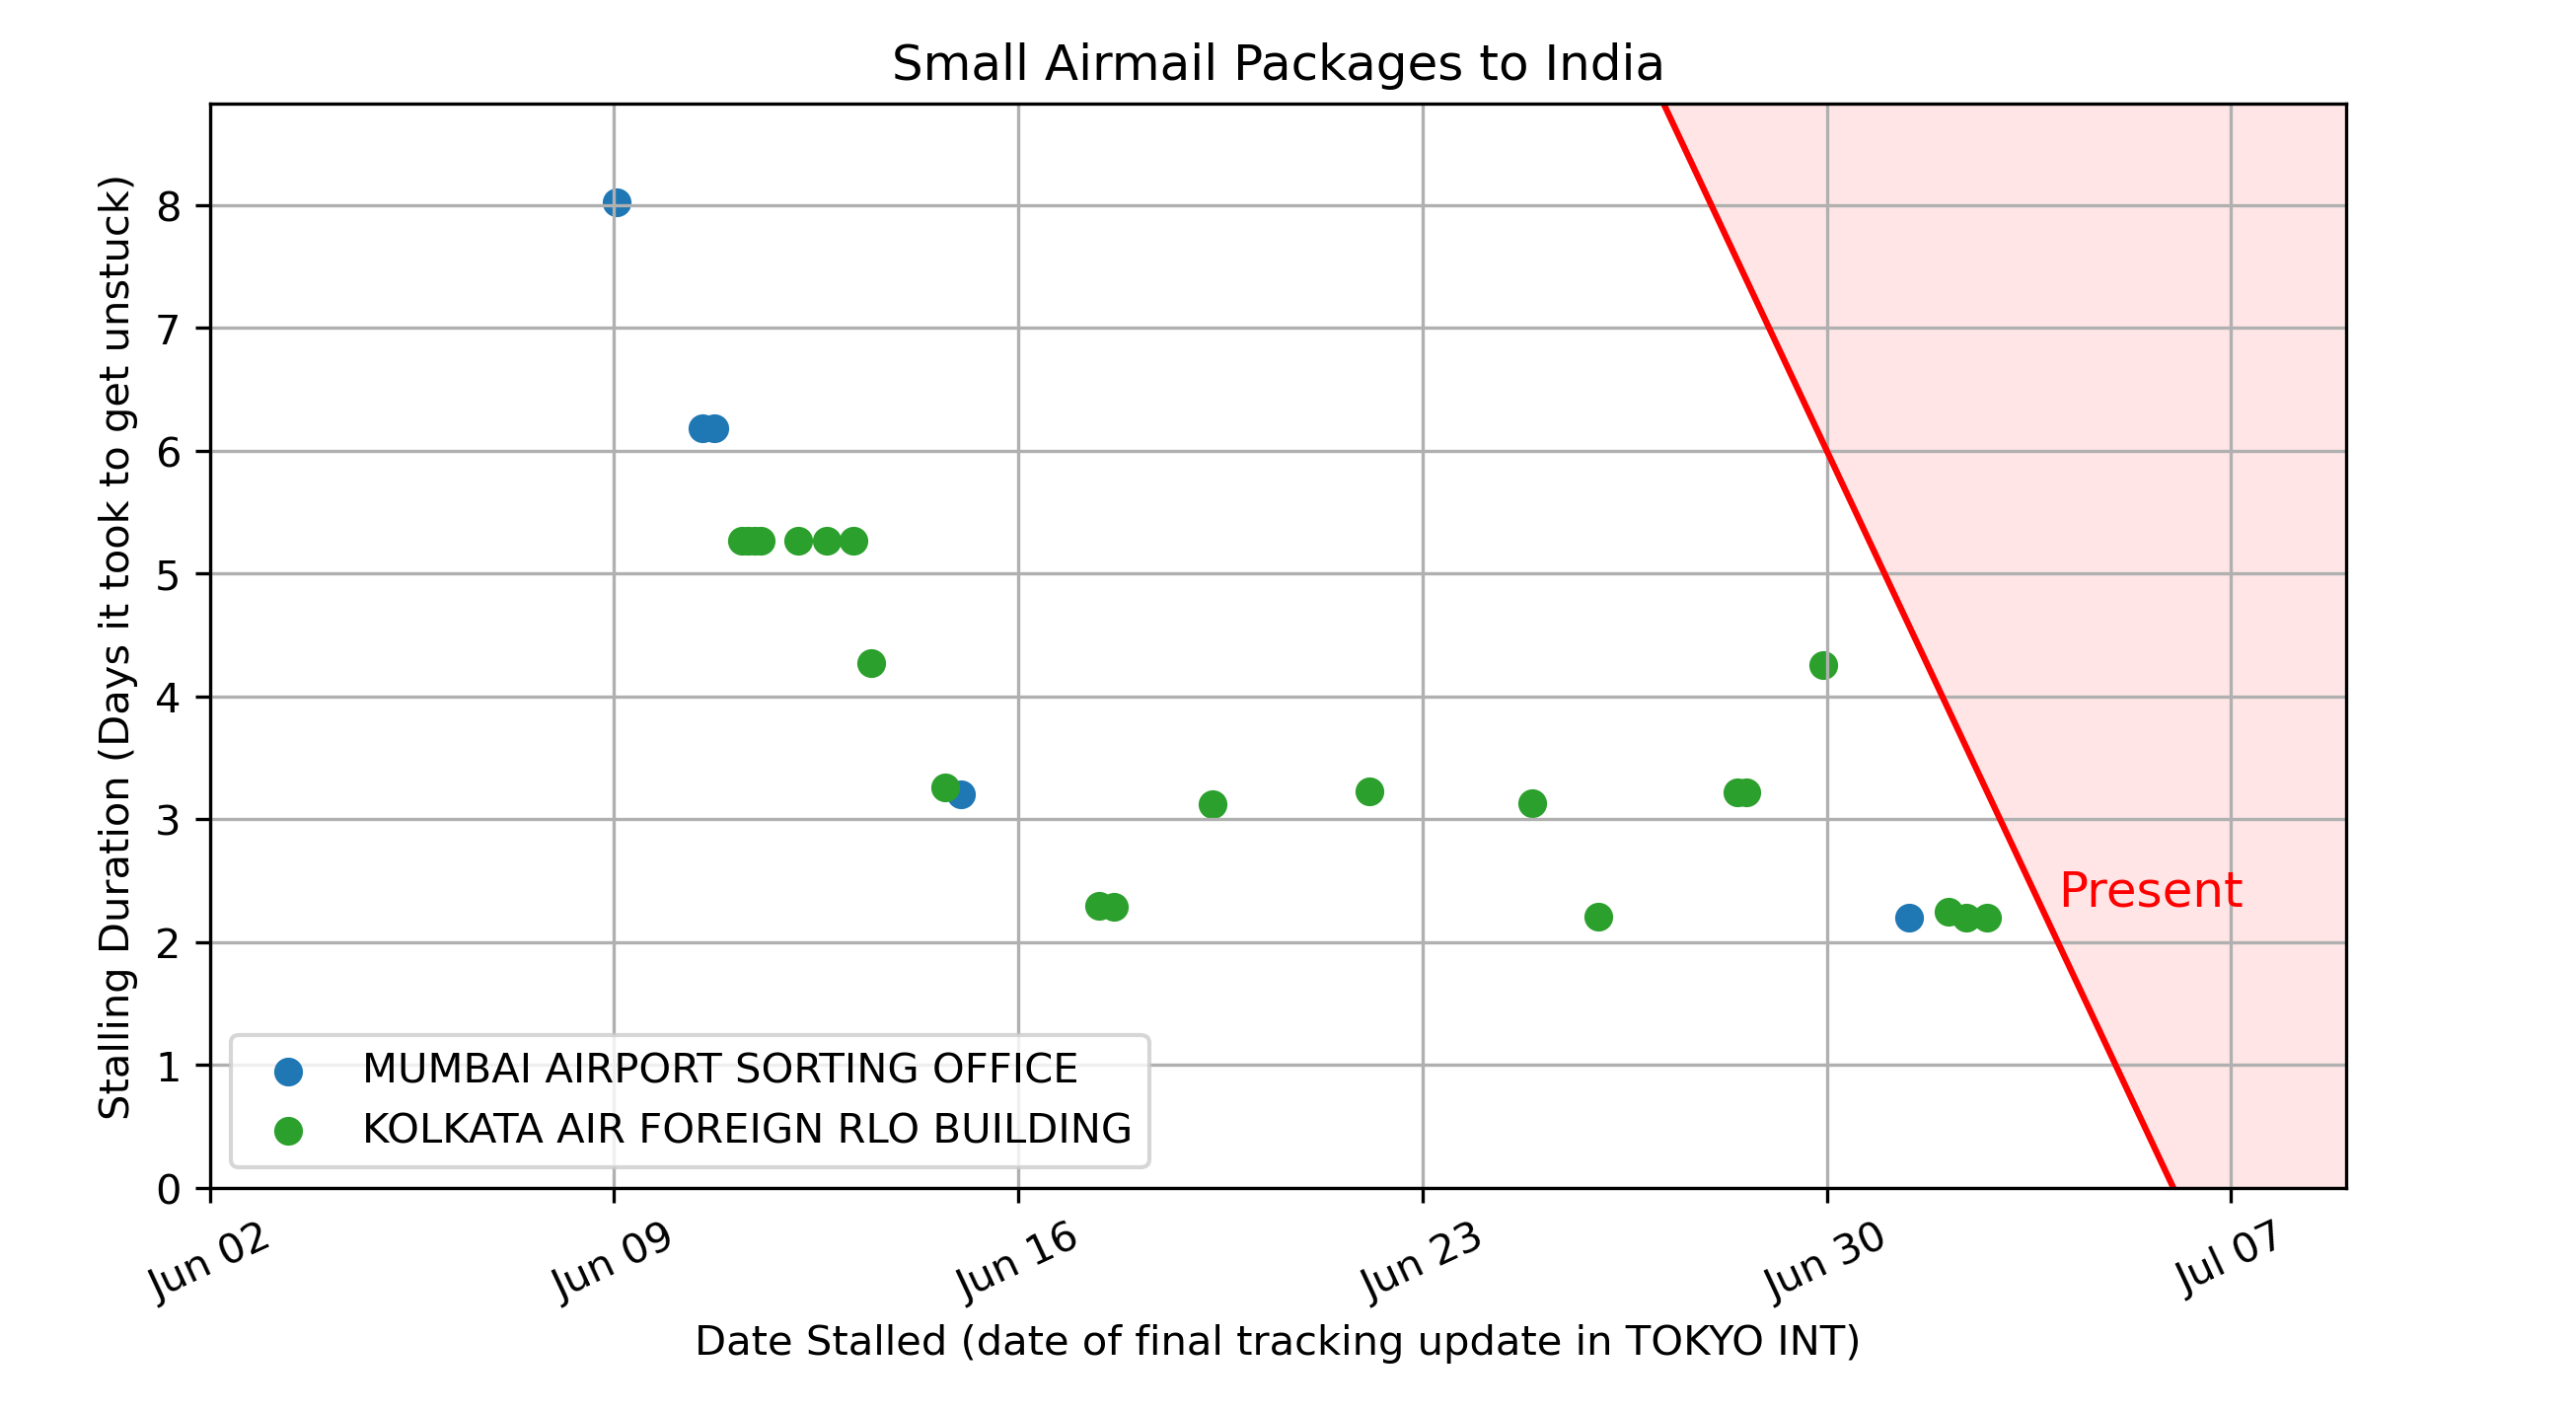 Small Airmail Packages to India
Stalling Duration (Days it took to get unstuck)
8
7
6
5
4
3
2
1
0
Present
MUMBAI AIRPORT SORTING OFFICE
KOLKATA AIR FOREIGN RLO BUILDING
Jun 02
Jun 09
Jun 16
Jun 23
Jun 30
Jul 07
Date Stalled (date of final tracking update in TOKYO INT)